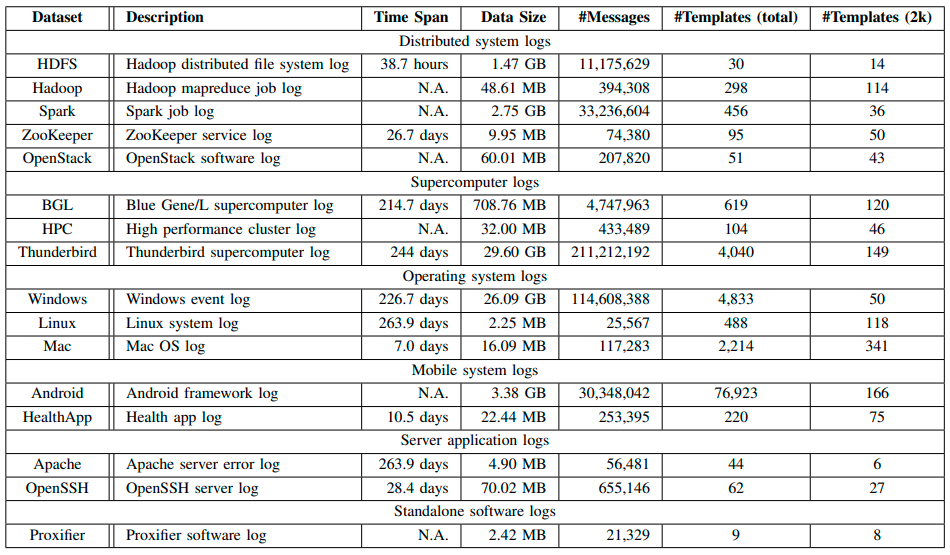 Dataset Description Time Span Data Size #Messages #Templates (total) #Templates (2k)
Distributed system logs
HDFS Hadoop distributed file system log 38.7 hours 1.47 GB 11,175,629 30 14
Hadoop Hadoop mapreduce job log N.A. 48.61 MB 394,308 298 114
Spark Spark job log N.A. 2.75 GB 33,236,604 456 36
ZooKeeper ZooKeeper service log 26.7 days 9.95 MB 74,380 95 50
OpenStack OpenStack software log N.A. 60.01 MB 207,820 51 43
Supercomputer logs
BGL Blue Gene/L supercomputer log 214.7 days 708.76 MB 4,747,963 619 120
HPC High performance cluster log N.A. 32.00 MB 433,489 104 46
Thunderbird Thunderbird supercomputer log 244 days 29.60 GB 211,212,192 4,040 149
Operating system logs
Windows Windows event log 226.7 days 26.09 GB 114,608,388 4,833 50
Linux Linux system log 263.9 days 2.25 MB 25,567 488 118
Mac Mac OS log 7.0 days 16.09 MB 117,283 2,214 341
Mobile system logs
Android Android framework log N.A. 3.38 GB 30,348,042 76,923 166
HealthApp Health app log 10.5 days 22.44 MB 253,395 220 75
Server application logs
Apache Apache server error log 263.9 days 4.90 MB 56,481 44 6
OpenSSH OpenSSH server log 28.4 days 70.02 MB 655,146 62 27
Standalone software logs
Proxifier Proxifier software log N.A. 2.42 MB 21,329 9 8